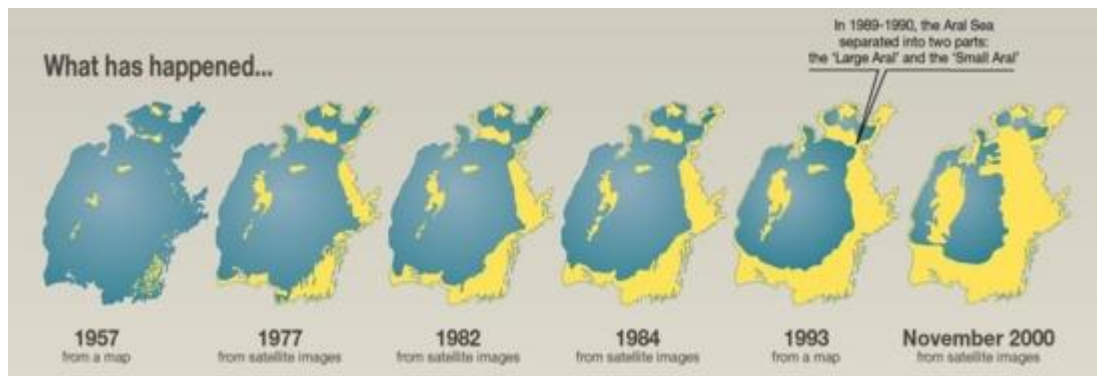 In 1989-1990, the Aral Sea
separated into two parts:
the 'Large Aral' and the 'Small Aral'
What has happened...
1957
from a map
1977
from satellite images
1982
from satellite images
1984
from satellite images
1993
from a map
November 2000
from satellite images